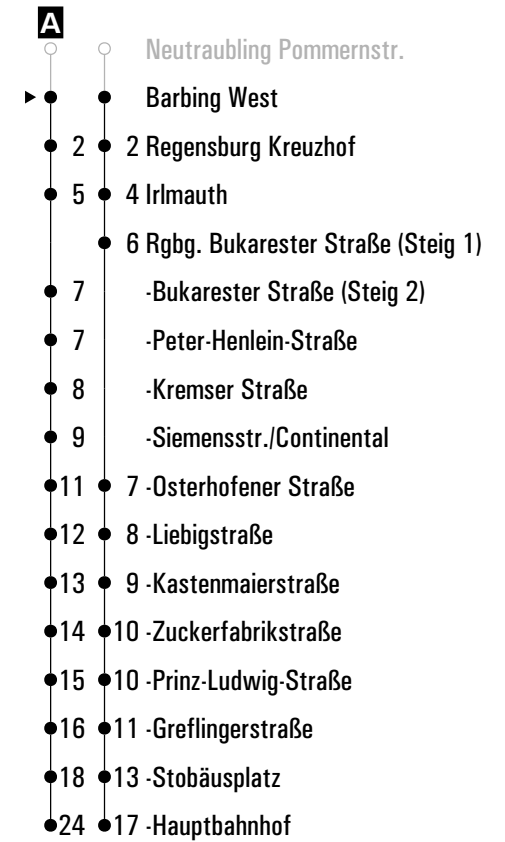 A
Neutraubling Pommernstr.
Barbing West
2 2 Regensburg Kreuzhof
5 4 Irlmauth
6 Rgbg. Bukarester Straße (Steig 1)
7 -Bukarester Straße (Steig 2)
7 -Peter-Henlein-Straße
8 -Kremser Straße
9 -Siemensstr./Continental
11 7 -Osterhofener Straße
12 8 -Liebigstraße
13 9 -Kastenmaierstraße
14 10 -Zuckerfabrikstraße
15 10 -Prinz-Ludwig-Straße
16 11 -Greflingerstraße
18 13 -Stobäusplatz
24 17 -Hauptbahnhof